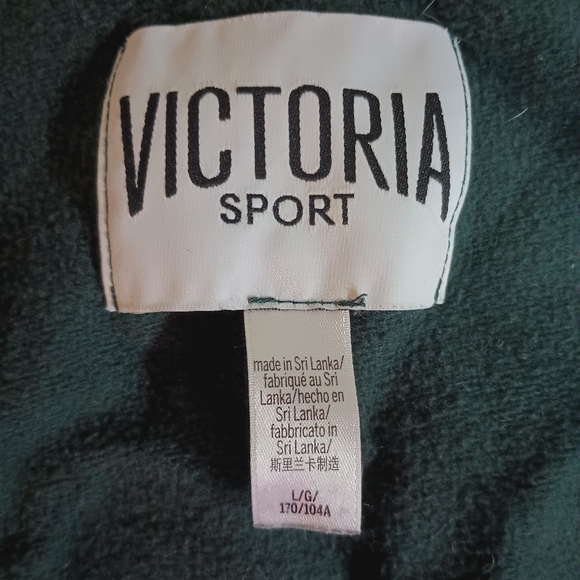 VICTORIA
SPORT
made in Sri Lanka/
fabriqué au Sri
Lanka/hecho en
Sri Lanka/
fabbricato in
Sri Lanka/
斯里兰卡制造
L/G/
170/104A